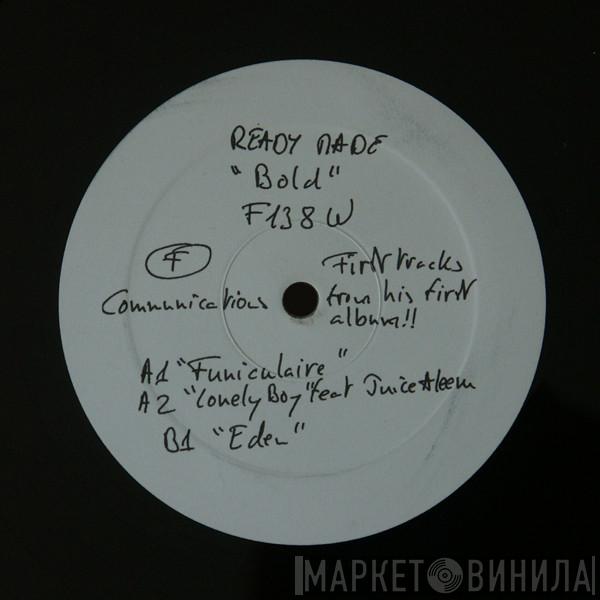 READY MADE
"Bold"
F138W
F
Communications
First tracks
from his first
album!!
A1 "Funiculaire"
A2 "Lonely Boy" feat Juice Aleem
B1 "Eden"
МАРКЕТ ВИНИЛА